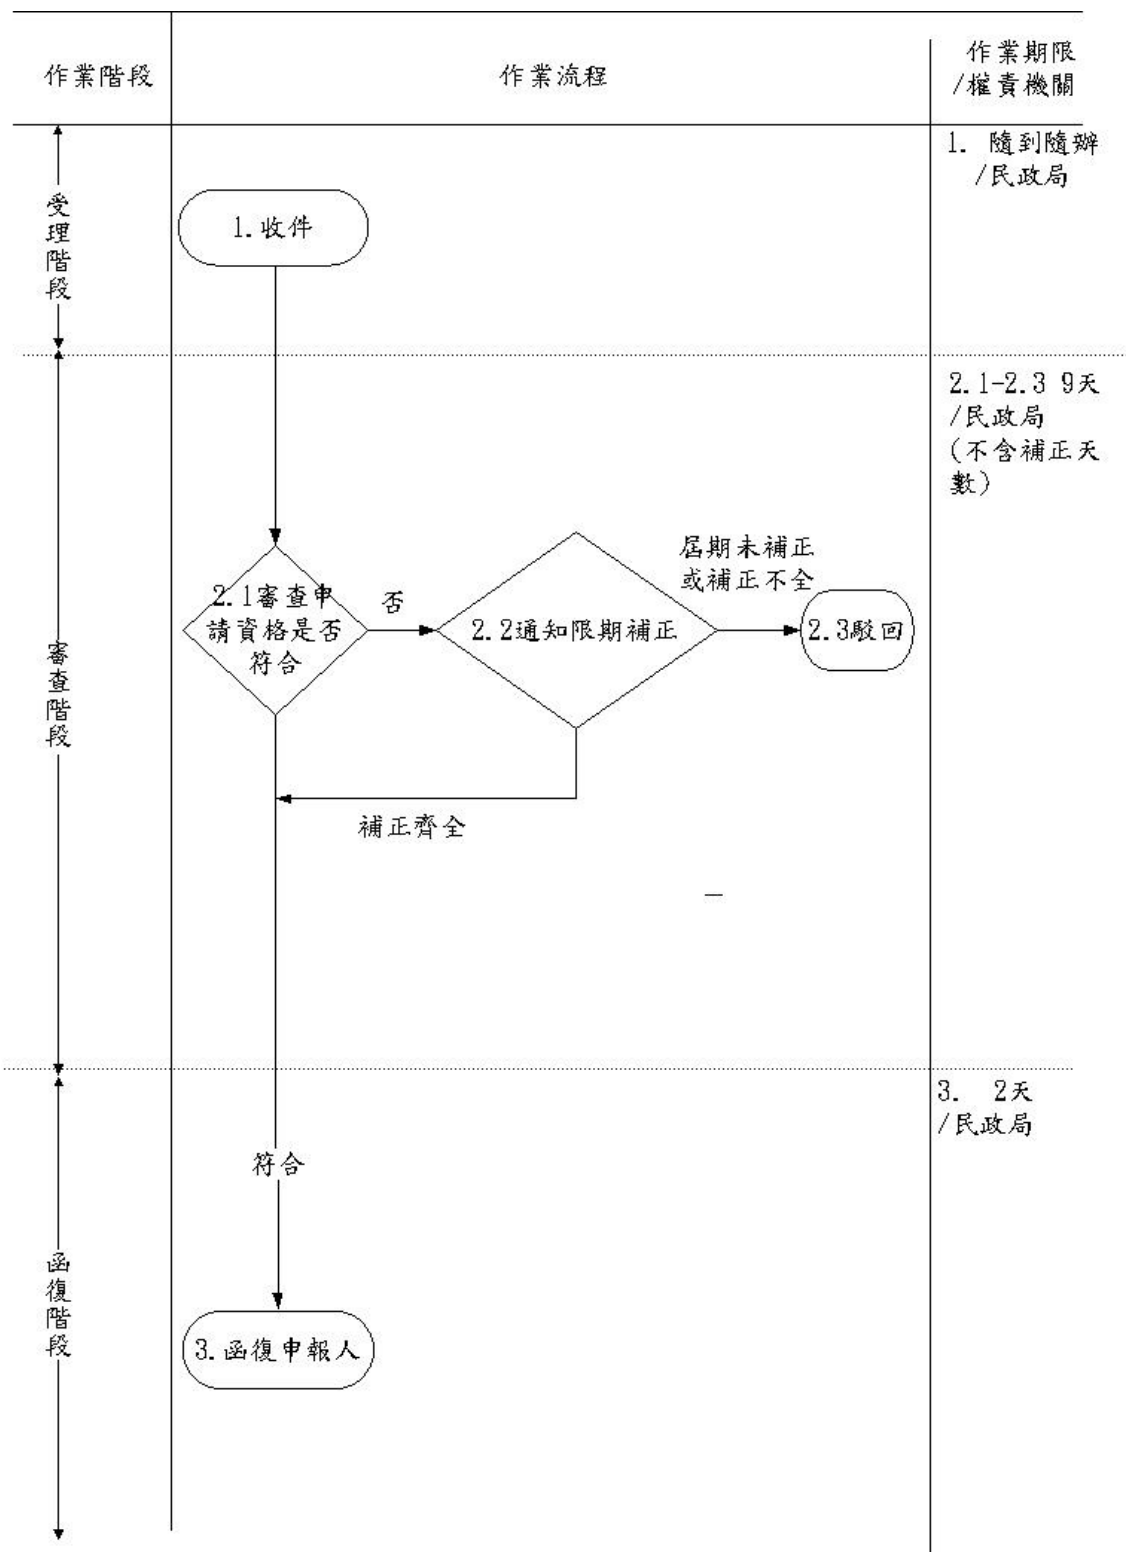 作業階段
作業流程
作業期限
/權責機關
受理階段
1.收件
1. 隨到隨辦
/民政局
審查階段
2.1審查申
請資格是否
符合
否
2.2通知限期補正
屆期未補正
或補正不全
2.3駁回
補正齊全
2.1-2.3 9天
/民政局
(不含補正天
數)
函復階段
符合
3.函復申報人
3. 2天
/民政局